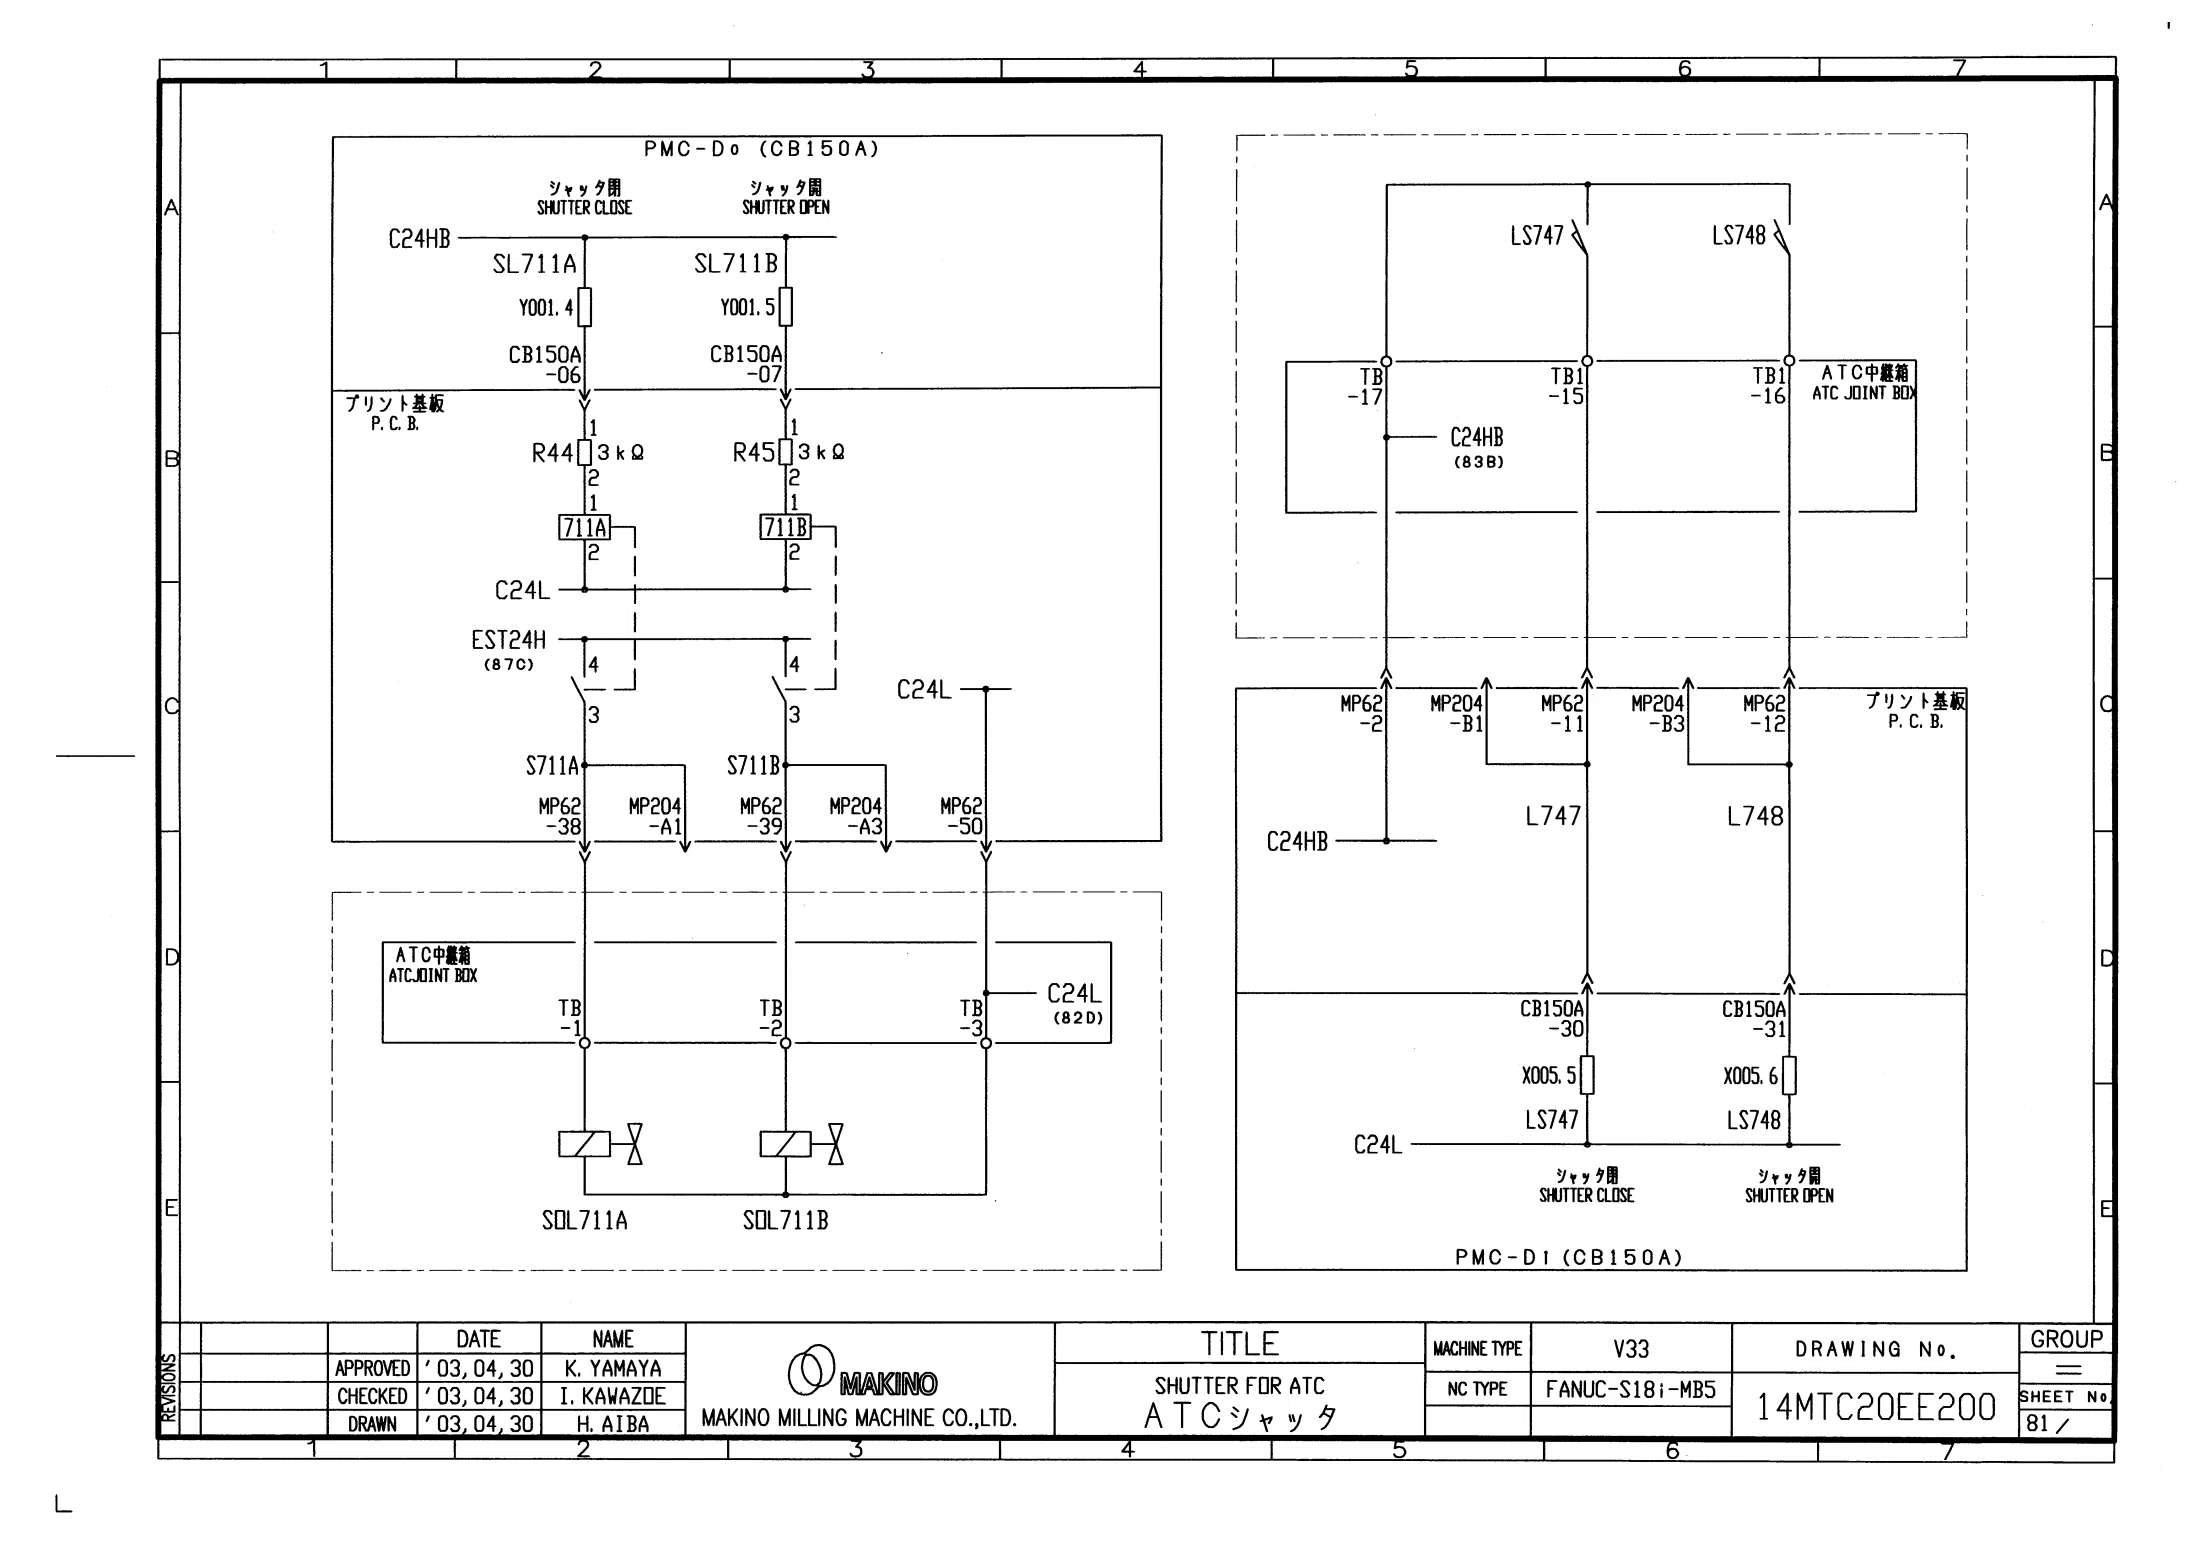 1 2 3 4 5 6 7
A
B
C
D
E
A
B
C
D
E
PMC-Do (CB150A)
シャッタ閉
SHUTTER CLOSE
シャッタ開
SHUTTER OPEN
C24HB
SL711A
SL711B
Y001.4
Y001.5
CB150A
-06
CB150A
-07
プリント基板
P.C.B.
1
R44 3kΩ
2
1
R45 3kΩ
2
1
711A
2
1
711B
2
C24L
EST24H
(87C)
4
3
4
3
C24L
S711A
S711B
MP62
-38
MP204
-A1
MP62
-39
MP204
-A3
MP62
-50
ATC中継箱
ATC JOINT BOX
TB
-1
TB
-2
TB
-3
C24L
(82D)
SOL711A
SOL711B
LS747
LS748
TB
-17
TB1
-15
TB1
-16
ATC中継箱
ATC JOINT BOX
C24HB
(83B)
MP62
-2
MP204
-B1
MP62
-11
MP204
-B3
MP62
-12
プリント基板
P.C.B.
L747
L748
C24HB
CB150A
-30
CB150A
-31
X005.5
X005.6
LS747
LS748
C24L
シャッタ閉
SHUTTER CLOSE
シャッタ開
SHUTTER OPEN
PMC-Di (CB150A)
REVISIONS
DATE NAME
APPROVED '03,04,30 K. YAMAYA
CHECKED '03,04,30 I. KAWAZOE
DRAWN '03,04,30 H. AIBA
MAKINO
MAKINO MILLING MACHINE CO.,LTD.
TITLE
SHUTTER FOR ATC
ATCシャッタ
MACHINE TYPE V33
NC TYPE FANUC-S18i-MB5
DRAWING No.
14MTC20EE200
GROUP
=
SHEET No.
81/
1 2 3 4 5 6 7